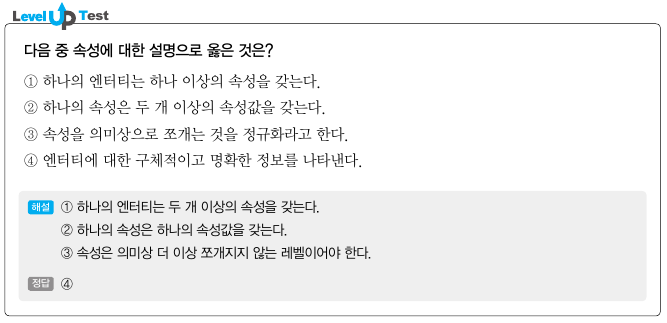 Level Up Test
다음 중 속성에 대한 설명으로 옳은 것은?
① 하나의 엔터티는 하나 이상의 속성을 갖는다.
② 하나의 속성은 두 개 이상의 속성값을 갖는다.
③ 속성을 의미상으로 쪼개는 것을 정규화라고 한다.
④ 엔터티에 대한 구체적이고 명확한 정보를 나타낸다.
해설 ① 하나의 엔터티는 두 개 이상의 속성을 갖는다.
② 하나의 속성은 하나의 속성값을 갖는다.
③ 속성은 의미상 더 이상 쪼개지지 않는 레벨이어야 한다.
정답 ④